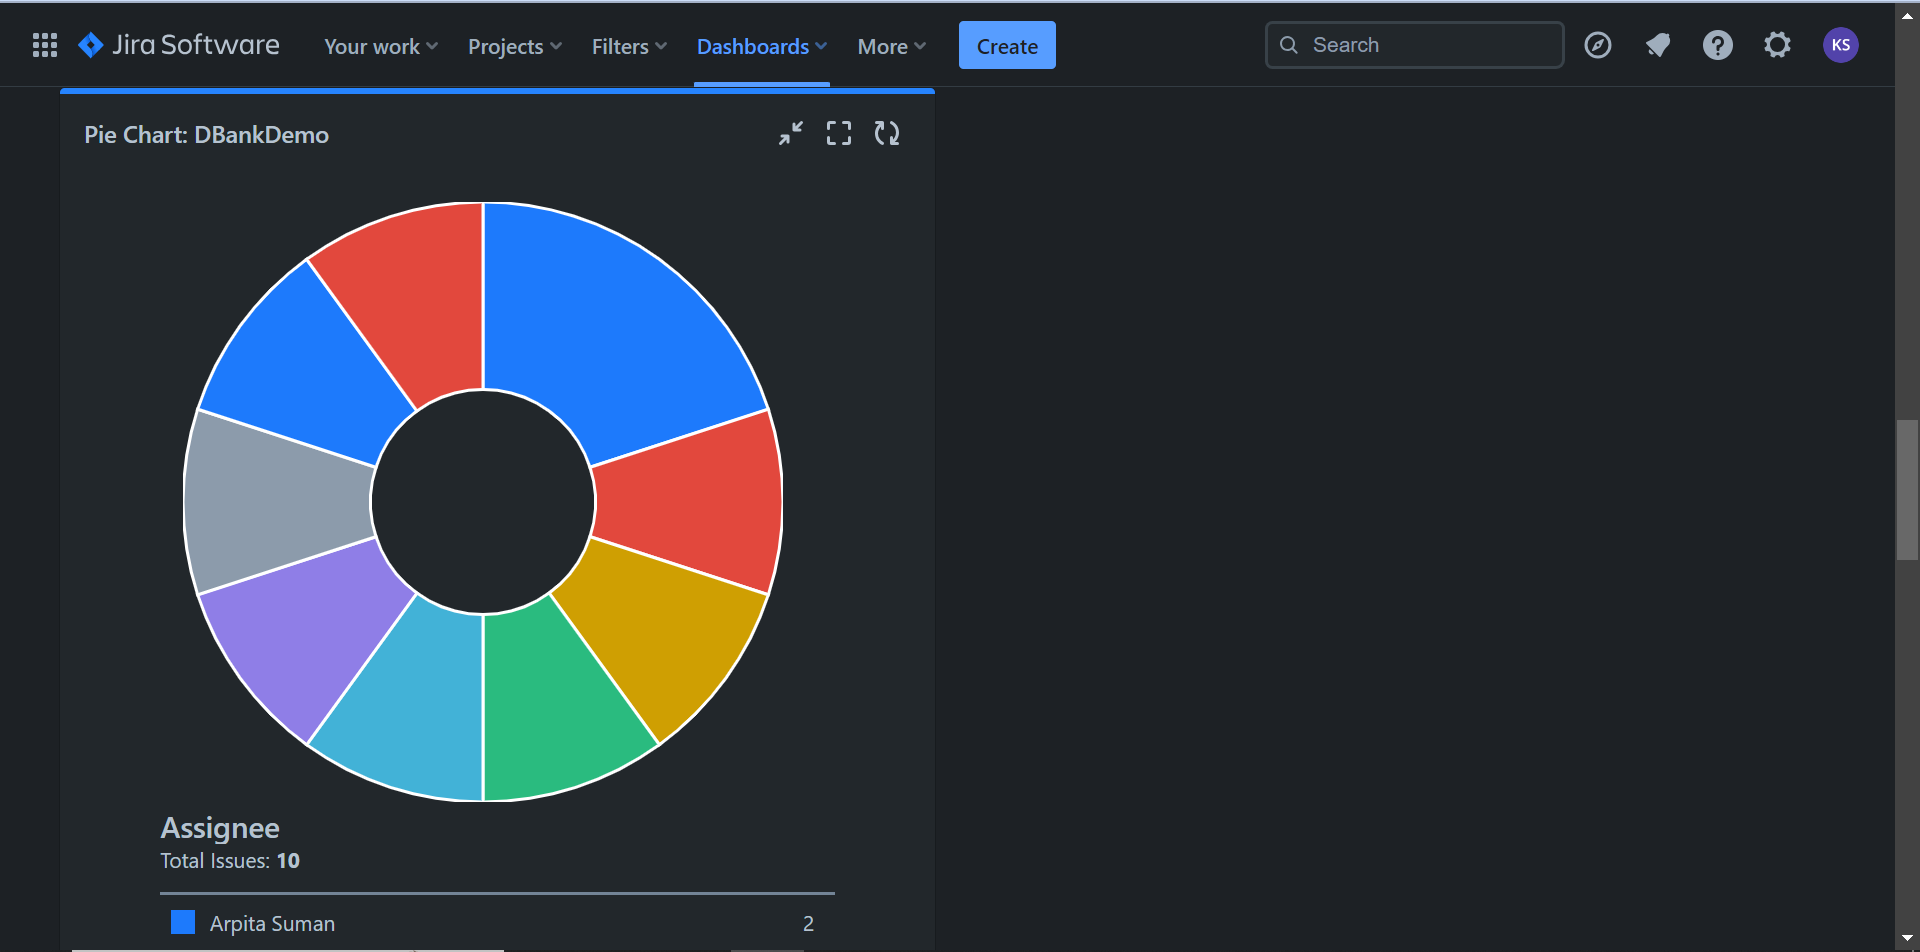 Jira Software Your work Projects Filters Dashboards More Create Search KS
Pie Chart: DBankDemo
Assignee
Total Issues: 10
Arpita Suman 2